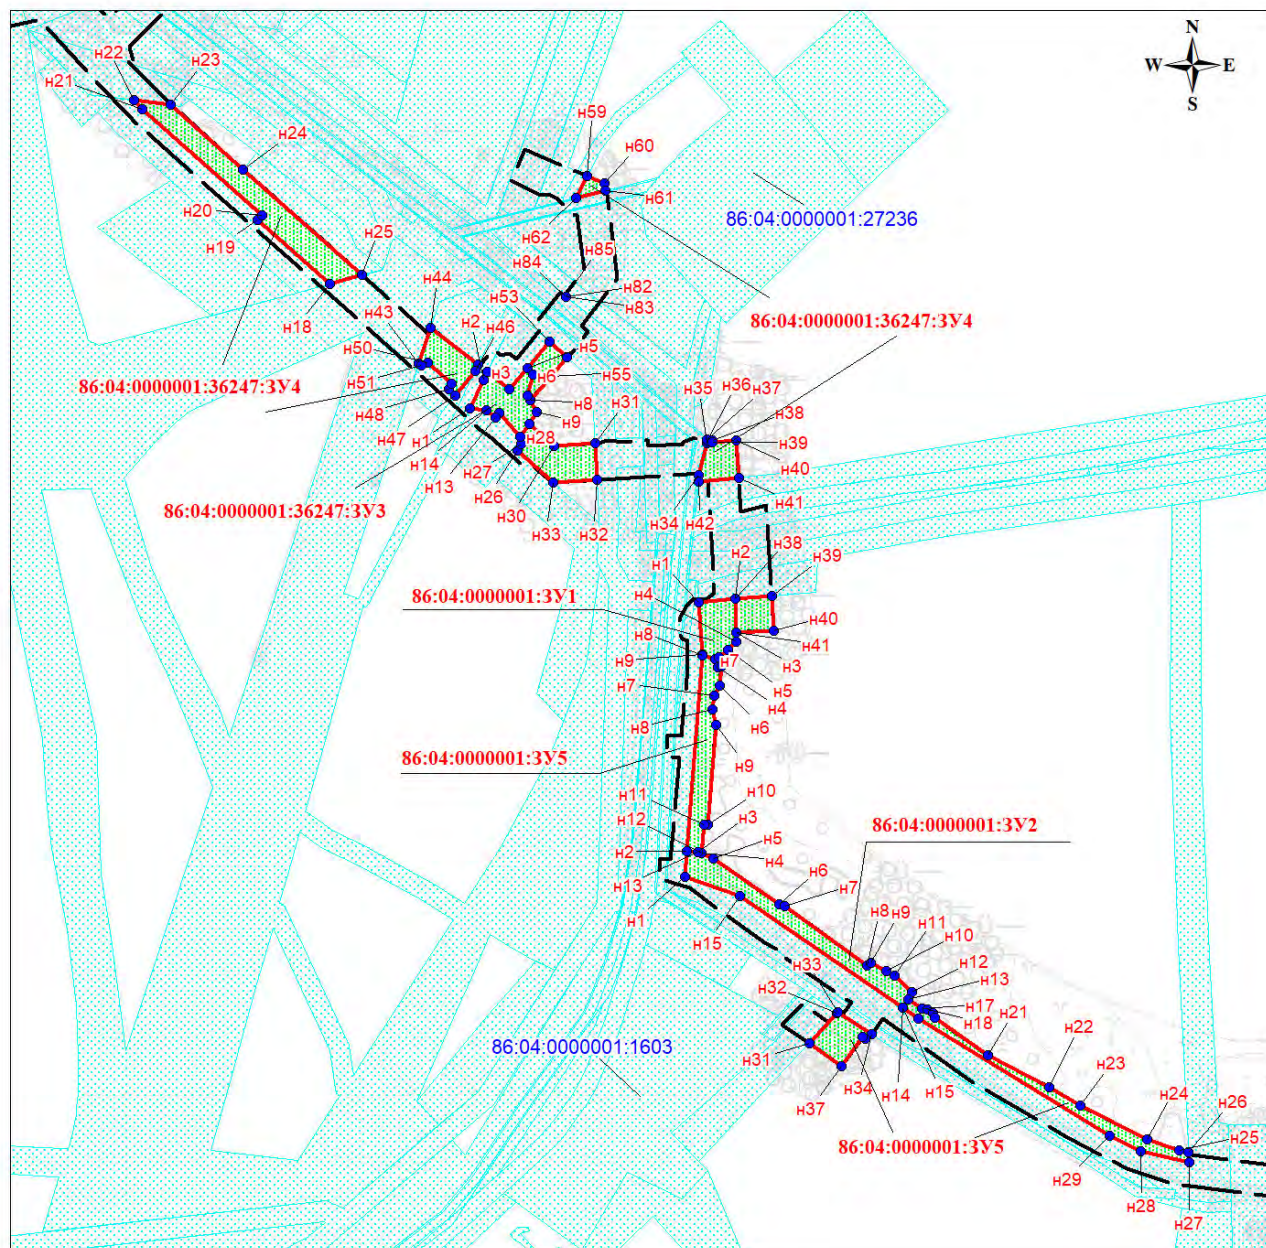 N
W E
S
н22
н23
н21
н24
н59
н60
н61
86:04:0000001:27236
н20
н19
н62
н85
н84
н25
н82
н83
н53
н18
н44
н43
н2
н46
86:04:0000001:36247:ЗУ4
н50
н5
86:04:0000001:36247:ЗУ4
н51
н3
н6
н55
н35
н36
н37
н48
н8
н38
н9
н31
н47
н28
н39
н1
н14
н40
н27
н13
н41
86:04:0000001:36247:ЗУ3
н26
н30
н34
н42
н33
н32
н38
н2
н39
н1
86:04:0000001:ЗУ1
н4
н40
н8
н41
н9
н7
н3
н5
н7
н4
н6
н8
86:04:0000001:ЗУ5
н9
н11
н10
н12
н3
86:04:0000001:ЗУ2
н5
н2
н4
н13
н6
н7
н1
н8
н9
н11
н15
н10
н12
н33
н13
н32
н17
н18
н21
86:04:0000001:1603
н31
н22
н34
н23
н37
н14
н15
н24
н26
86:04:0000001:ЗУ5
н25
н29
н28
н27